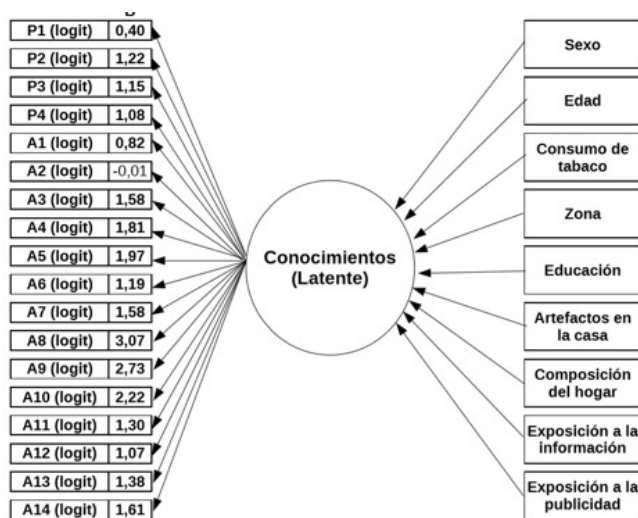 P1 (logit) 0,40
P2 (logit) 1,22
P3 (logit) 1,15
P4 (logit) 1,08
A1 (logit) 0,82
A2 (logit) -0,01
A3 (logit) 1,58
A4 (logit) 1,81
A5 (logit) 1,97
A6 (logit) 1,19
A7 (logit) 1,58
A8 (logit) 3,07
A9 (logit) 2,73
A10 (logit) 2,22
A11 (logit) 1,30
A12 (logit) 1,07
A13 (logit) 1,38
A14 (logit) 1,61
Conocimientos
(Latente)
Sexo
Edad
Consumo de
tabaco
Zona
Educación
Artefactos en
la casa
Composición
del hogar
Exposición a la
información
Exposición a la
publicidad